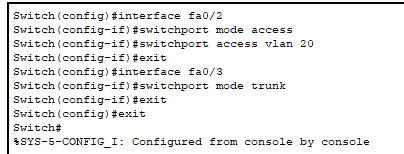 Switch(config)#interface fa0/2
Switch(config-if)#switchport mode access
Switch(config-if)#switchport access vlan 20
Switch(config-if)#exit
Switch(config)#interface fa0/3
Switch(config-if)#switchport mode trunk
Switch(config-if)#exit
Switch(config)#exit
Switch#
%SYS-5-CONFIG_I: Configured from console by console